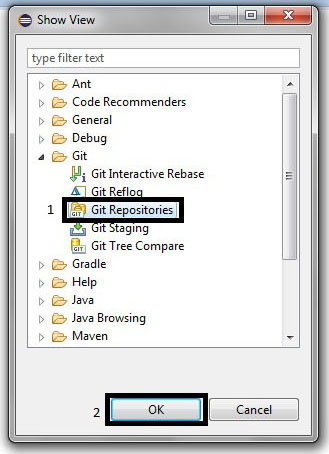 Show View
type filter text
Ant
Code Recommenders
General
Debug
Git
Git Interactive Rebase
Git Reflog
1 Git Repositories
Git Staging
Git Tree Compare
Gradle
Help
Java
Java Browsing
Maven
2 OK Cancel